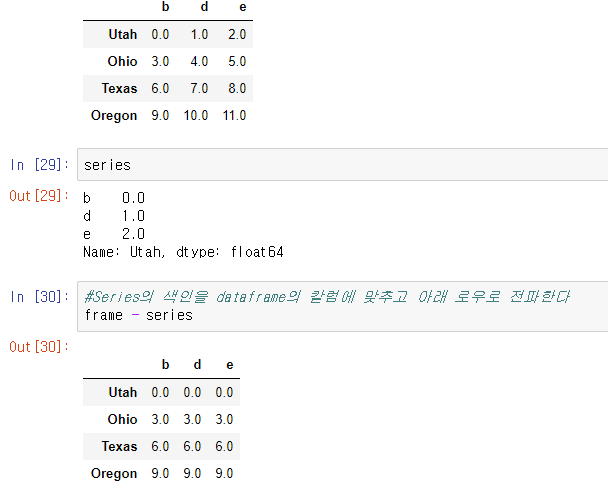 b d e
Utah 0.0 1.0 2.0
Ohio 3.0 4.0 5.0
Texas 6.0 7.0 8.0
Oregon 9.0 10.0 11.0
In [29]: series
Out[29]: b 0.0
d 1.0
e 2.0
Name: Utah, dtype: float64
In [30]: #Series의 색인을 dataframe의 칼럼에 맞추고 아래 로우로 전파한다
frame - series
Out[30]:
b d e
Utah 0.0 0.0 0.0
Ohio 3.0 3.0 3.0
Texas 6.0 6.0 6.0
Oregon 9.0 9.0 9.0